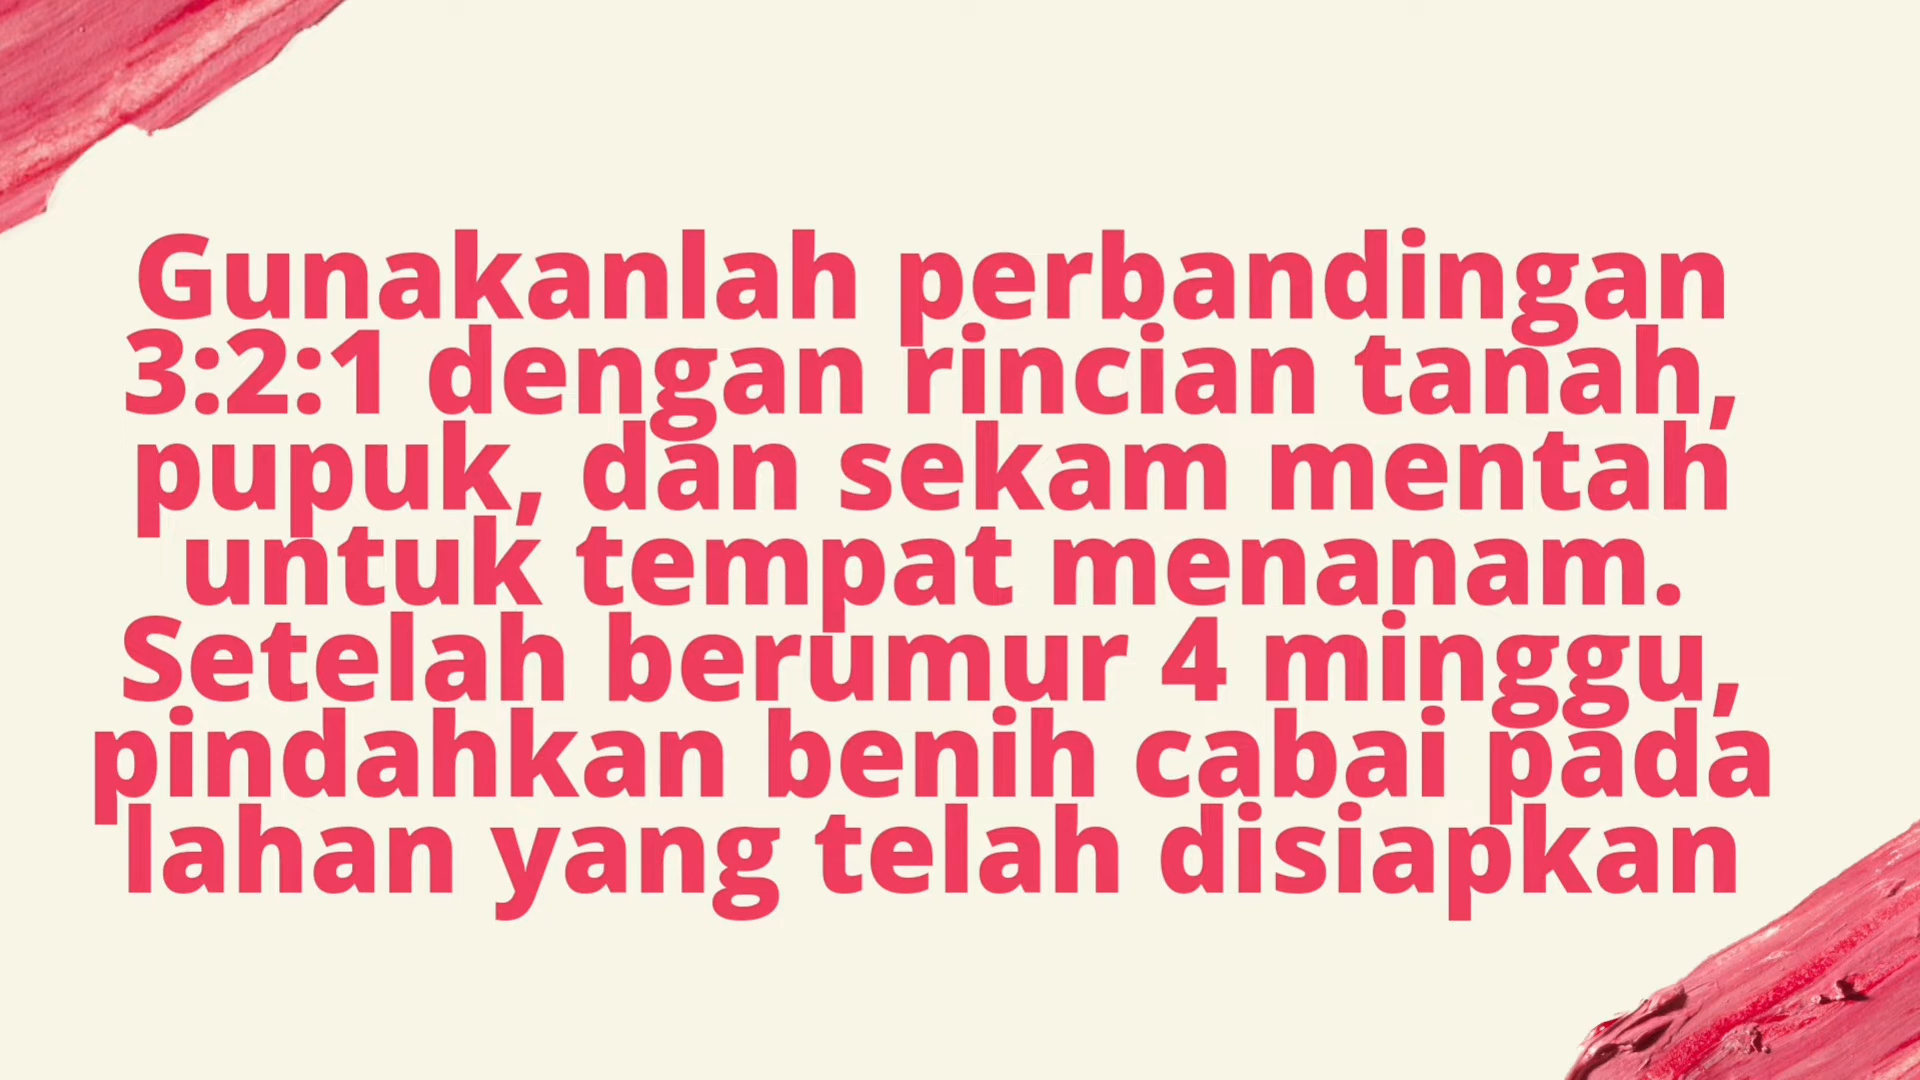 Gunakanlah perbandingan
3:2:1 dengan rincian tanah,
pupuk, dan sekam mentah
untuk tempat menanam.
Setelah berumur 4 minggu,
pindahkan benih cabai pada
lahan yang telah disiapkan